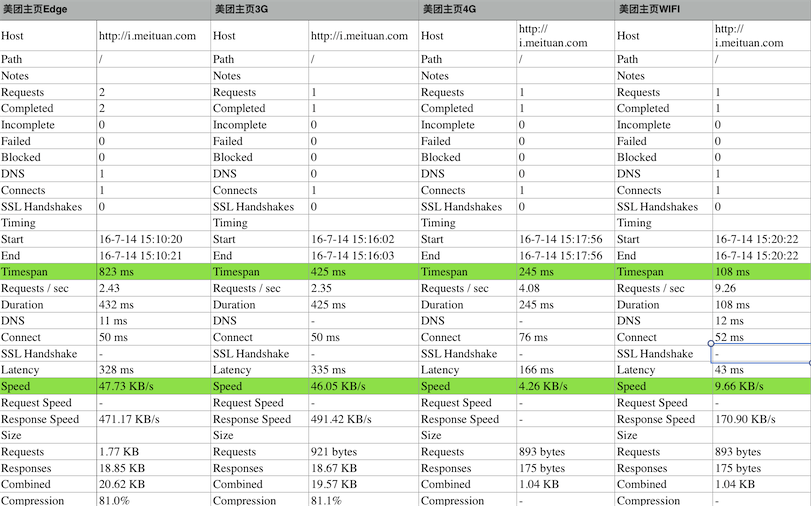 美团主页Edge 美团主页3G 美团主页4G 美团主页WIFI
Host http://i.meituan.com Host http://i.meituan.com Host http://i.meituan.com Host http://i.meituan.com
Path / Path / Path / Path /
Notes Notes Notes Notes
Requests 2 Requests 1 Requests 1 Requests 1
Completed 2 Completed 1 Completed 1 Completed 1
Incomplete 0 Incomplete 0 Incomplete 0 Incomplete 0
Failed 0 Failed 0 Failed 0 Failed 0
Blocked 0 Blocked 0 Blocked 0 Blocked 0
DNS 1 DNS 0 DNS 0 DNS 1
Connects 1 Connects 1 Connects 1 Connects 1
SSL Handshakes 0 SSL Handshakes 0 SSL Handshakes 0 SSL Handshakes 0
Timing Timing Timing Timing
Start 16-7-14 15:10:20 Start 16-7-14 15:16:02 Start 16-7-14 15:17:56 Start 16-7-14 15:20:22
End 16-7-14 15:10:21 End 16-7-14 15:16:03 End 16-7-14 15:17:56 End 16-7-14 15:20:22
Timespan 823 ms Timespan 425 ms Timespan 245 ms Timespan 108 ms
Requests / sec 2.43 Requests / sec 2.35 Requests / sec 4.08 Requests / sec 9.26
Duration 432 ms Duration 425 ms Duration 245 ms Duration 108 ms
DNS 11 ms DNS - DNS - DNS 12 ms
Connect 50 ms Connect 50 ms Connect 76 ms Connect 52 ms
SSL Handshake - SSL Handshake - SSL Handshake - SSL Handshake -
Latency 328 ms Latency 335 ms Latency 166 ms Latency 43 ms
Speed 47.73 KB/s Speed 46.05 KB/s Speed 4.26 KB/s Speed 9.66 KB/s
Request Speed - Request Speed - Request Speed - Request Speed -
Response Speed 471.17 KB/s Response Speed 491.42 KB/s Response Speed - Response Speed 170.90 KB/s
Size Size Size Size
Requests 1.77 KB Requests 921 bytes Requests 893 bytes Requests 893 bytes
Responses 18.85 KB Responses 18.67 KB Responses 175 bytes Responses 175 bytes
Combined 20.62 KB Combined 19.57 KB Combined 1.04 KB Combined 1.04 KB
Compression 81.0% Compression 81.1% Compression - Compression -